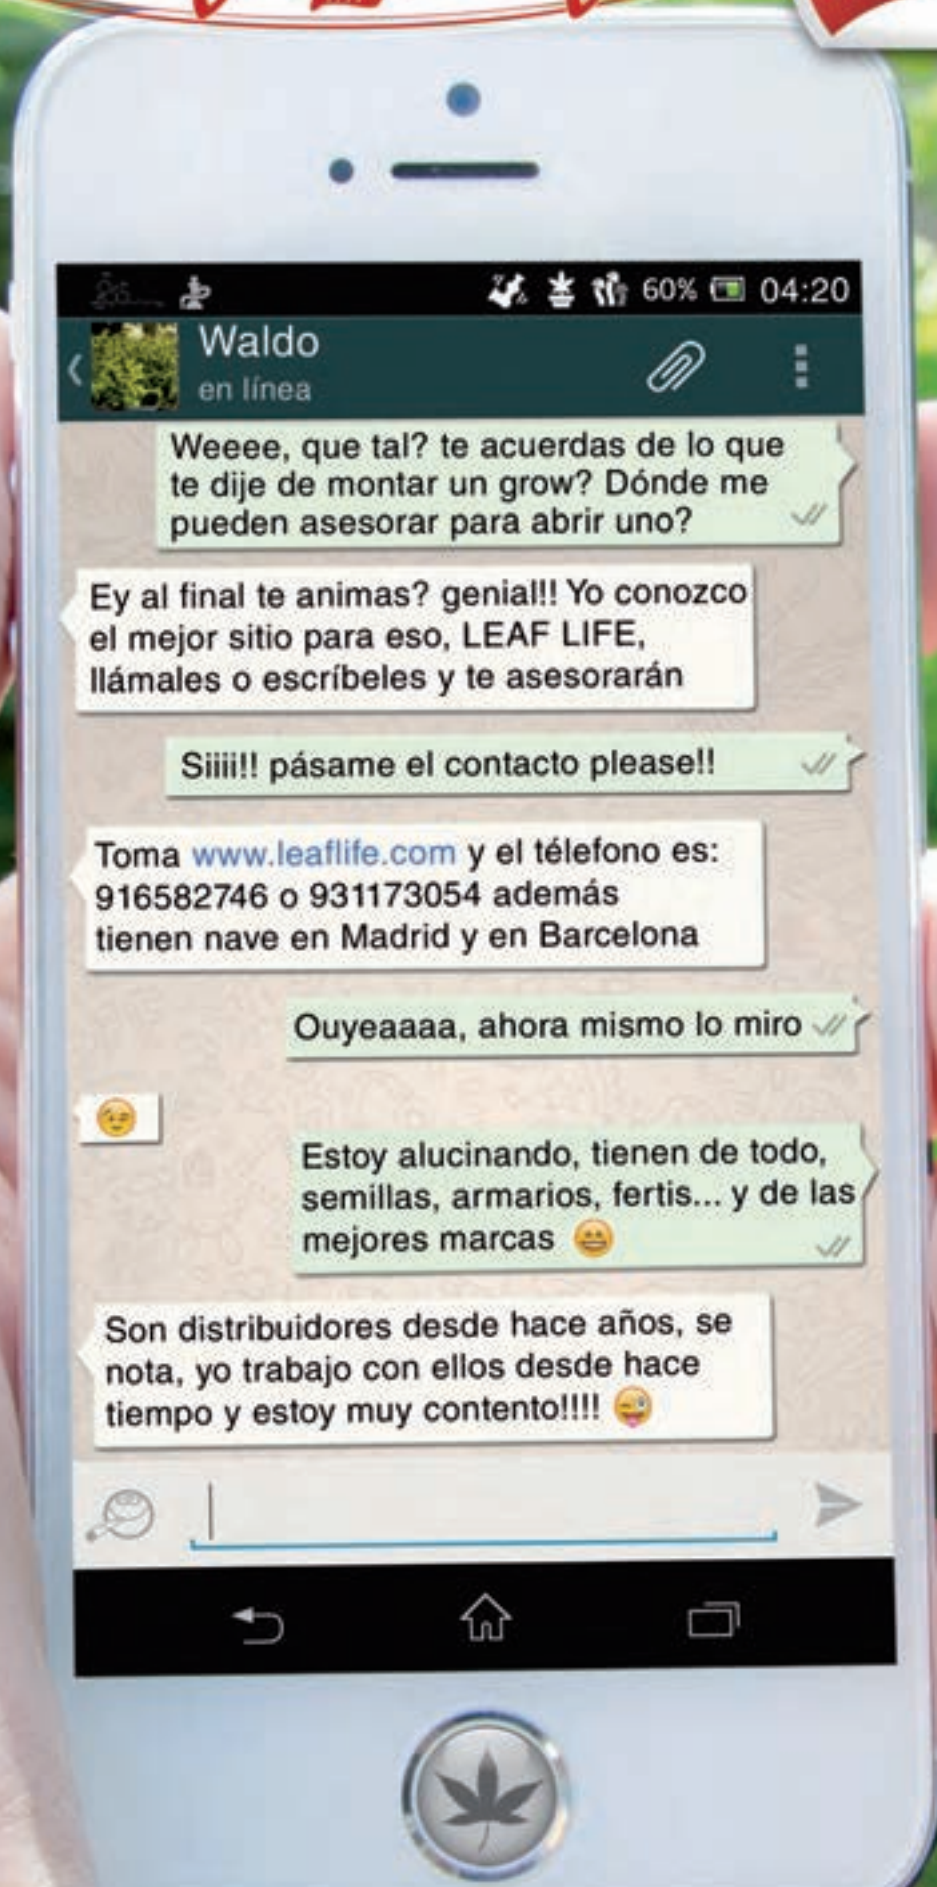 60% 04:20
Waldo
en línea
Weeee, que tal? te acuerdas de lo que
te dije de montar un grow? Dónde me
pueden asesorar para abrir uno?
Ey al final te animas? genial!! Yo conozco
el mejor sitio para eso, LEAF LIFE,
llámales o escríbeles y te asesorarán
Siiii!! pásame el contacto please!!
Toma www.leaflife.com y el télefono es:
916582746 o 931173054 además
tienen nave en Madrid y en Barcelona
Ouyeaaaa, ahora mismo lo miro
Estoy alucinando, tienen de todo,
semillas, armarios, fertis... y de las
mejores marcas 😀
Son distribuidores desde hace años, se
nota, yo trabajo con ellos desde hace
tiempo y estoy muy contento!!!! 😜